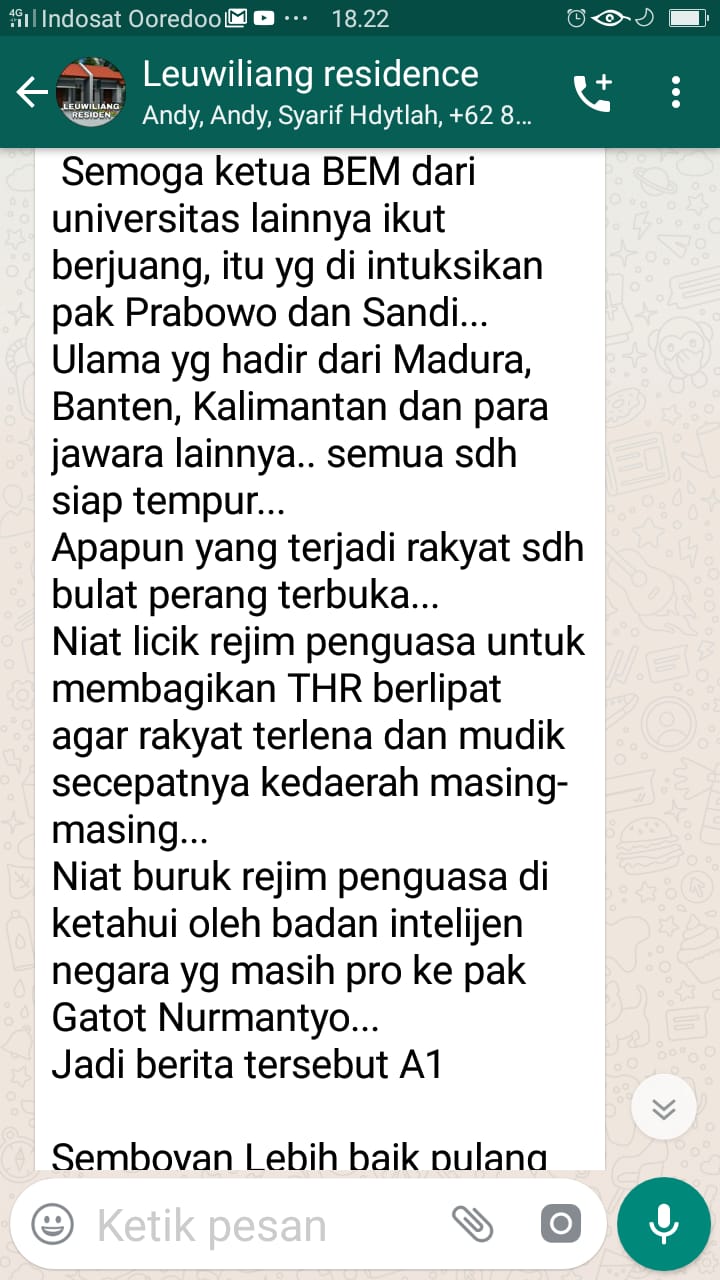 4G Indosat Ooredoo ··· 18.22
Leuwiliang residence
LEUWILIANG
RESIDEN
Andy, Andy, Syarif Hdytlah, +62 8...
Semoga ketua BEM dari
universitas lainnya ikut
berjuang, itu yg di intuksikan
pak Prabowo dan Sandi...
Ulama yg hadir dari Madura,
Banten, Kalimantan dan para
jawara lainnya.. semua sdh
siap tempur...
Apapun yang terjadi rakyat sdh
bulat perang terbuka...
Niat licik rejim penguasa untuk
membagikan THR berlipat
agar rakyat terlena dan mudik
secepatnya kedaerah masing-
masing...
Niat buruk rejim penguasa di
ketahui oleh badan intelijen
negara yg masih pro ke pak
Gatot Nurmantyo...
Jadi berita tersebut A1
Semboyan Lebih baik pulang
Ketik pesan